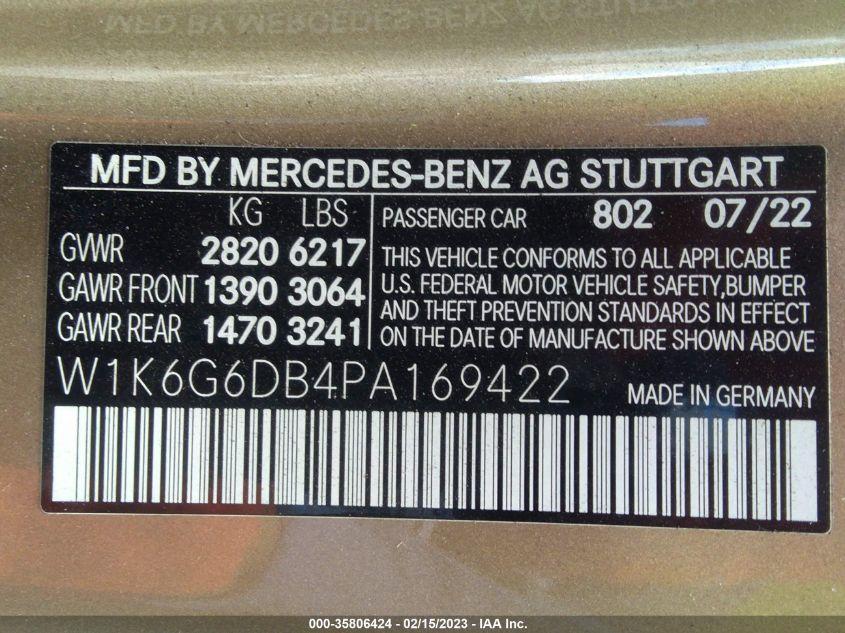 MFD BY MERCEDES-BENZ AG STUTTGART
KG LBS
GVWR 2820 6217
GAWR FRONT 1390 3064
GAWR REAR 1470 3241
PASSENGER CAR 802 07/22
THIS VEHICLE CONFORMS TO ALL APPLICABLE
U.S. FEDERAL MOTOR VEHICLE SAFETY, BUMPER
AND THEFT PREVENTION STANDARDS IN EFFECT
ON THE DATE OF MANUFACTURE SHOWN ABOVE.
W1K6G6DB4PA169422
MADE IN GERMANY
000-35806424 - 02/15/2023 - IAA Inc.